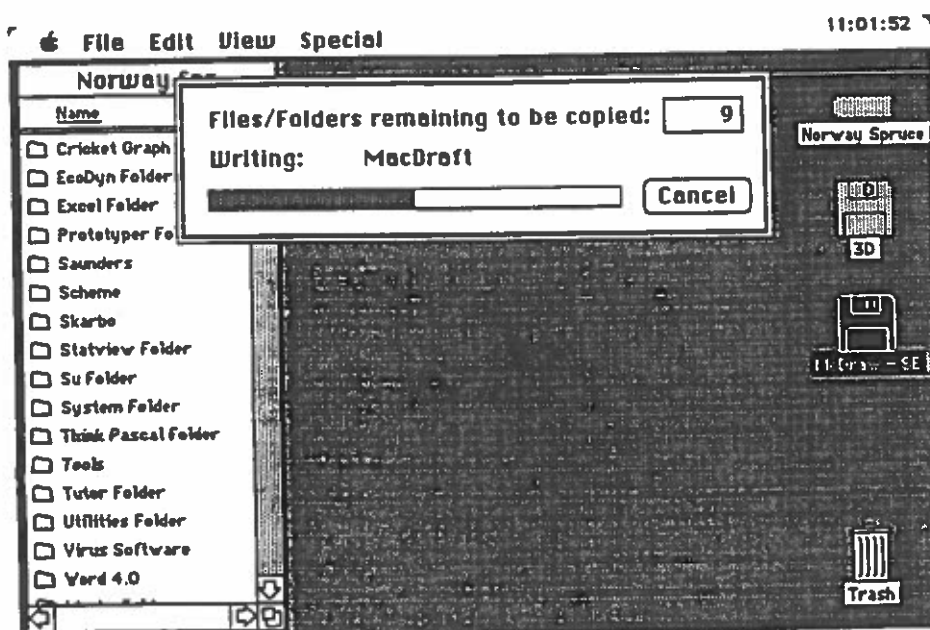 File Edit View Special
11:01:52
Norway
Name
Cricket Graph
EcoDyn Folder
Excel Folder
Prototyper Fo
Saunders
Scheme
Skarbo
Statview Folder
Su Folder
System Folder
Think Pascal Folder
Tools
Tutor Folder
Utilities Folder
Virus Software
Word 4.0
Files/Folders remaining to be copied: 9
Writing: MacDraft
Cancel
Norway Spruce
3D
SE
Trash